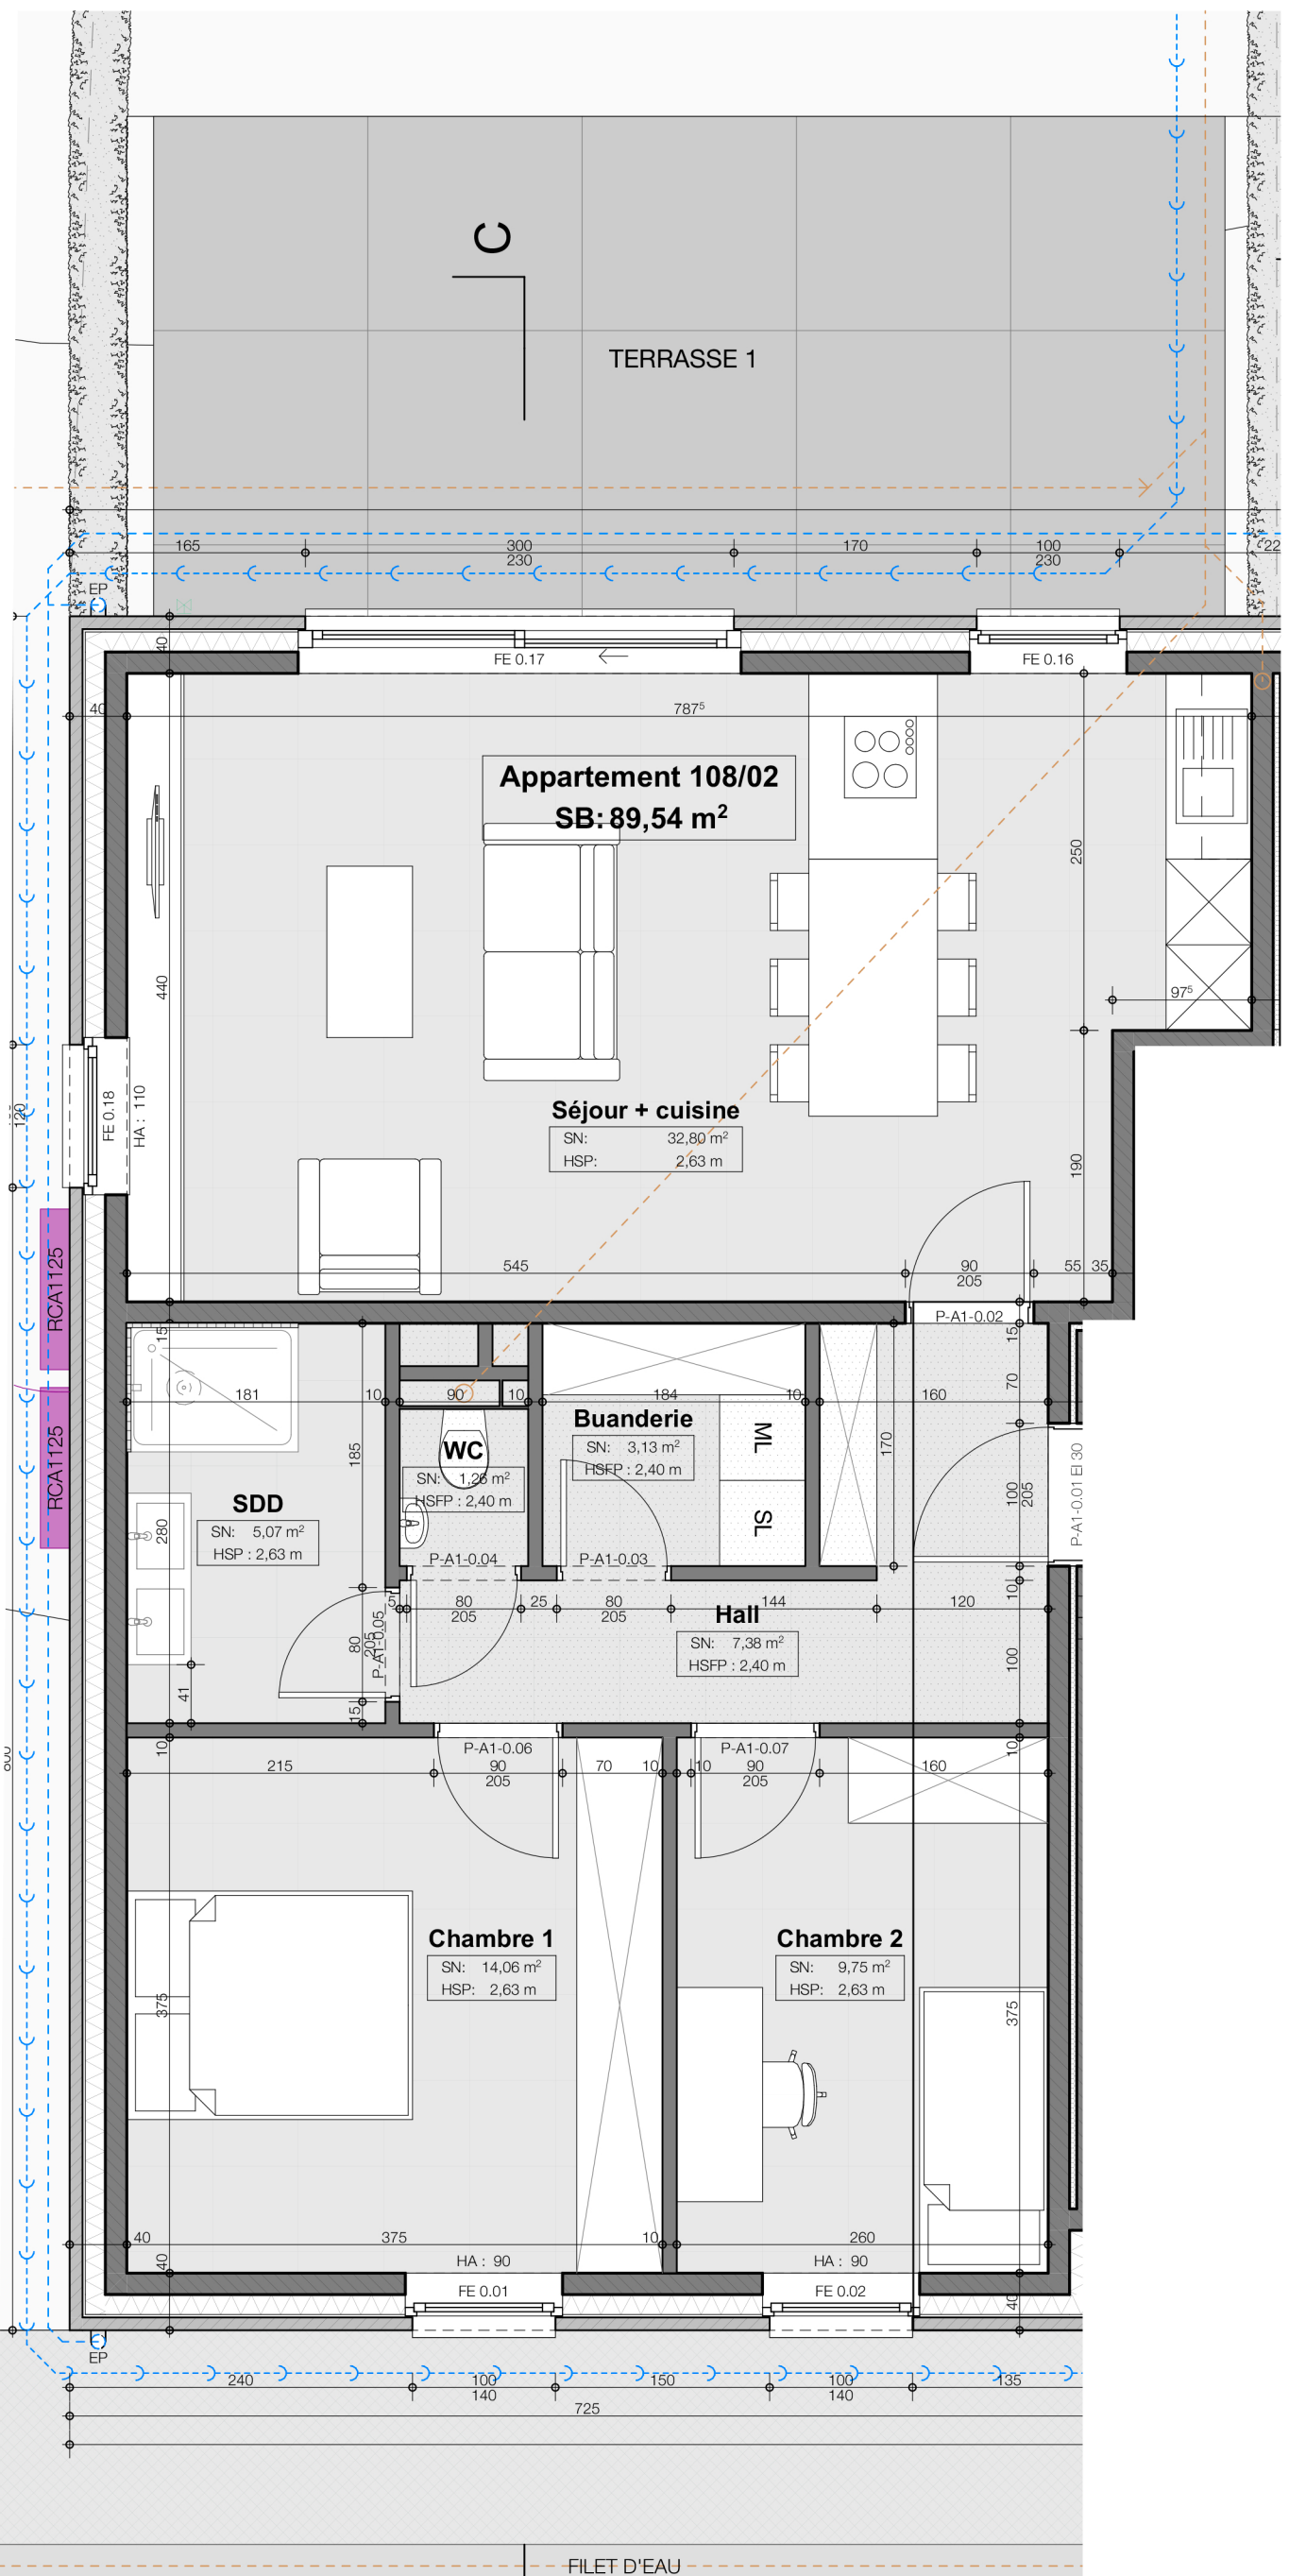 C
TERRASSE 1
165
300
230
170
100
230
22
EP
40
FE 0.17
FE 0.16
40
787⁵
Appartement 108/02
SB: 89,54 m²
250
440
97⁵
FE 0.18
HA : 110
120
Séjour + cuisine
SN: 32,80 m²
HSP: 2,63 m
190
RCA1125
545
90
205
55
35
P-A1-0.02
15
15
70
181
10
90
10
184
10
160
RCA1125
Buanderie
SN: 3,13 m²
HSFP : 2,40 m
ML
SL
WC
SN: 1,26 m²
HSFP : 2,40 m
185
170
100
205
P-A1-0.01 EI 30
SDD
SN: 5,07 m²
HSP : 2,63 m
280
P-A1-0.04
P-A1-0.03
5
80
205
25
80
205
144
120
10
Hall
SN: 7,38 m²
HSFP : 2,40 m
80
205
P-A1-0.05
100
41
15
10
10
P-A1-0.06
P-A1-0.07
215
90
205
70
10
10
90
205
160
Chambre 1
SN: 14,06 m²
HSP: 2,63 m
Chambre 2
SN: 9,75 m²
HSP: 2,63 m
375
375
40
375
10
260
40
HA : 90
HA : 90
FE 0.01
FE 0.02
40
EP
240
100
140
150
100
140
135
725
FILET D'EAU